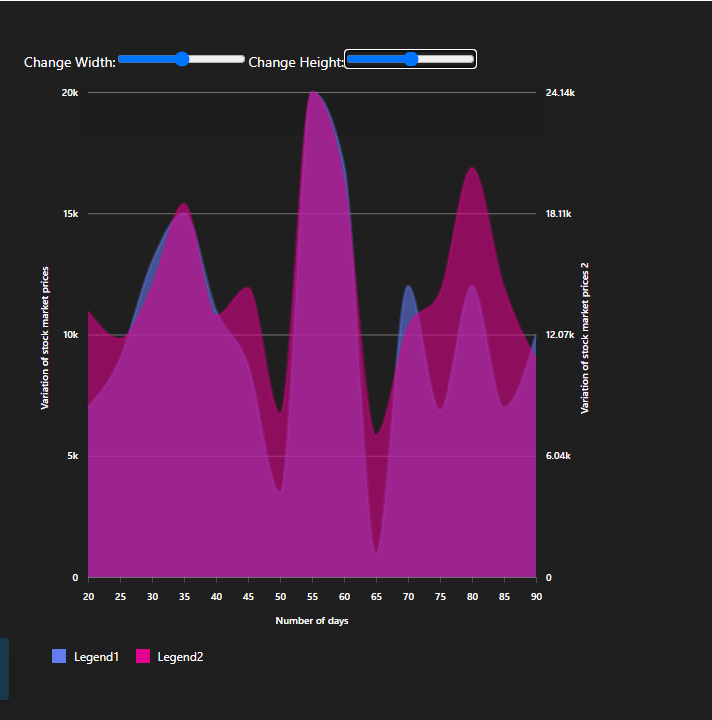 Change Width: Change Height:
20k 24.14k
15k 18.11k
Variation of stock market prices
Variation of stock market prices 2
10k 12.07k
5k 6.04k
0 0
20 25 30 35 40 45 50 55 60 65 70 75 80 85 90
Number of days
Legend1 Legend2